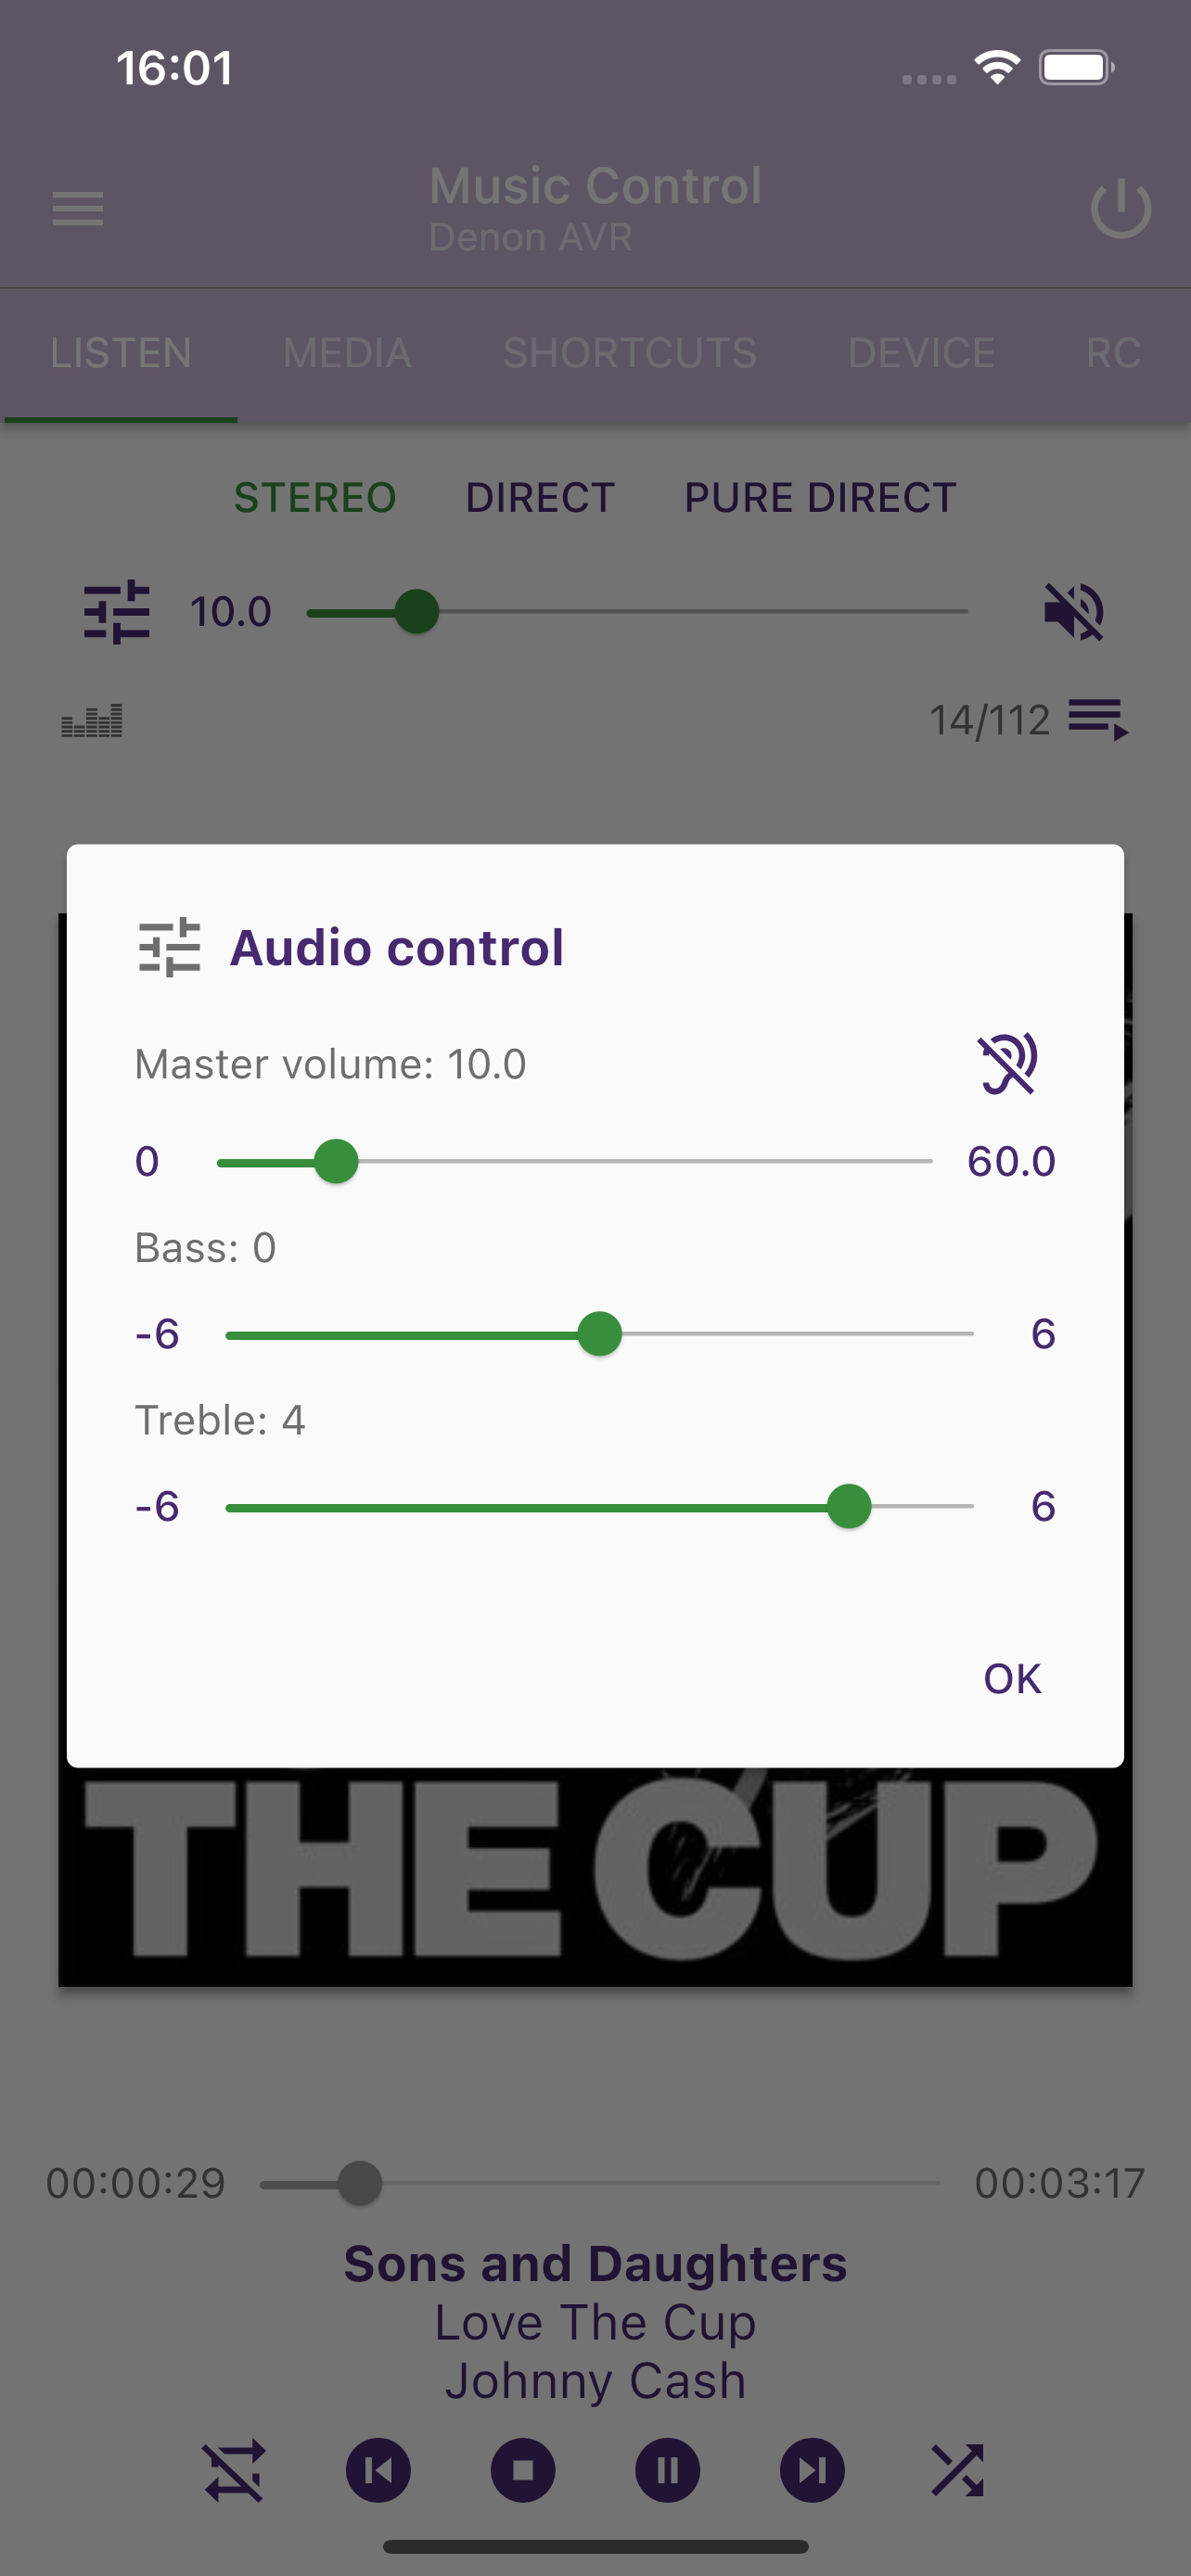 16:01
Music Control
Denon AVR
LISTEN MEDIA SHORTCUTS DEVICE RC
STEREO DIRECT PURE DIRECT
10.0
14/112
Audio control
Master volume: 10.0
0 60.0
Bass: 0
-6 6
Treble: 4
-6 6
OK
THE CUP
00:00:29 00:03:17
Sons and Daughters
Love The Cup
Johnny Cash